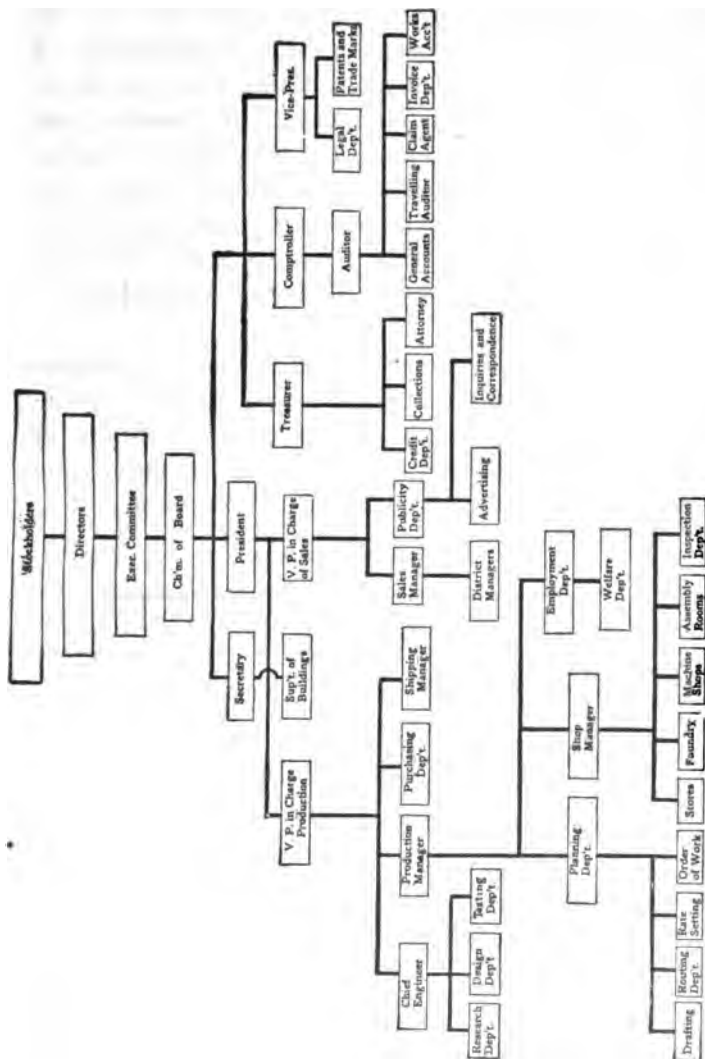 Stockholders
Directors
Exec. Committee
Ch'm. of Board
Secretary
President
Treasurer
Comptroller
Vice-Pres.
V. P. in Charge
Production
Sup't. of
Buildings
V. P. in Charge
of Sales
Auditor
Legal
Dep't.
Patents and
Trade Marks
Chief
Engineer
Production
Manager
Purchasing
Dep't.
Shipping
Manager
Sales
Manager
Publicity
Dep't.
Credit Dep't.
Collections
Attorney
General
Accounts
Travelling
Auditor
Claim
Agent
Invoice
Dep't.
Works
Acc't
Research
Dep't.
Design
Dep't
Testing
Dep't.
District
Managers
Advertising
Inquiries and
Correspondence
Planning
Dep't.
Shop
Manager
Employment
Dep't.
Welfare
Dep't.
Drafting
Routing
Dep't.
Rate
Setting
Order
of Work
Stores
Foundry
Machine
Shops
Assembly
Rooms
Inspection
Dep't.